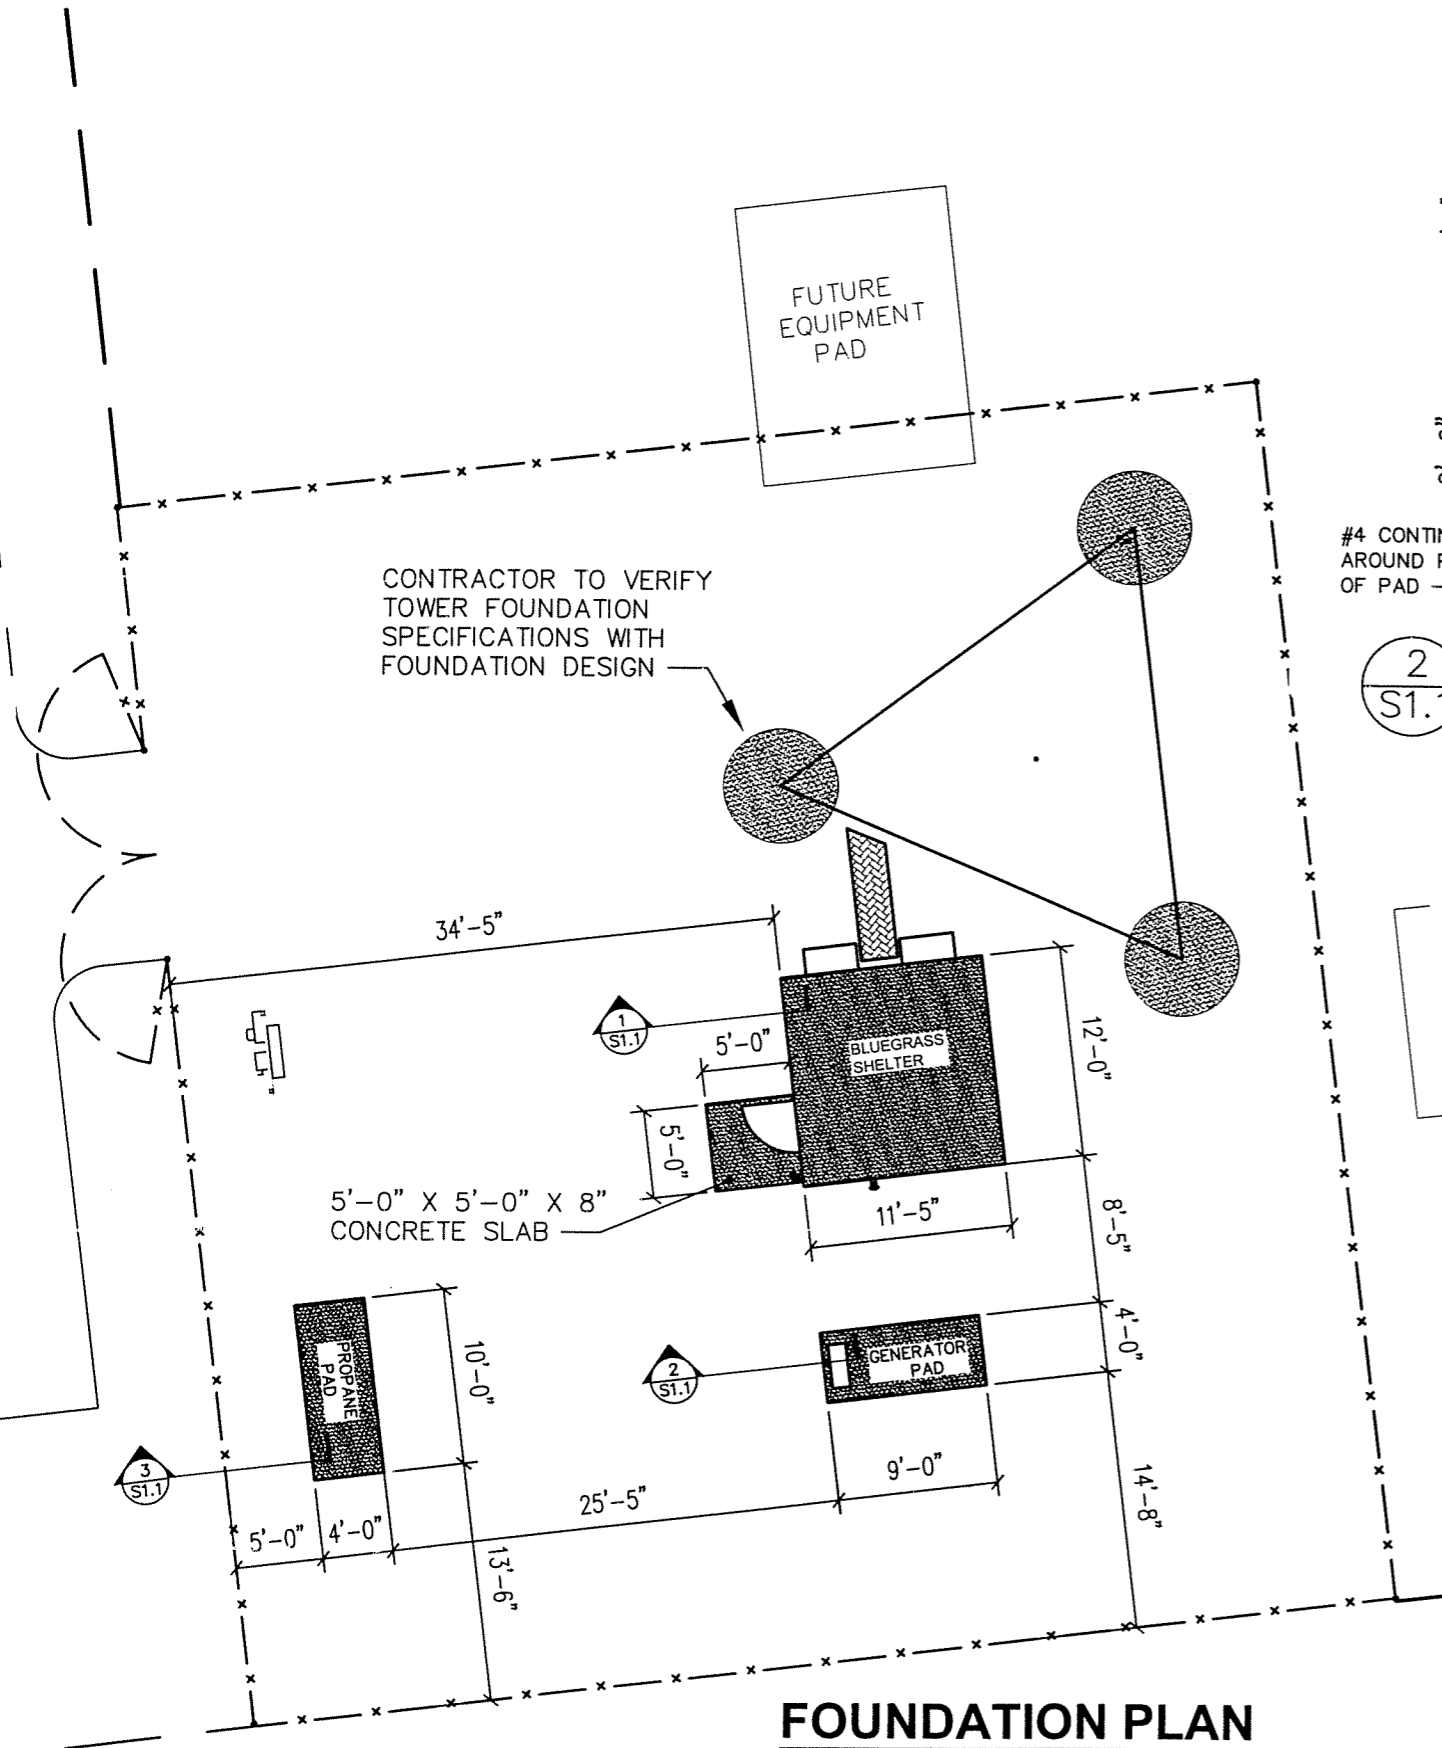 FUTURE
EQUIPMENT
PAD
#4
AROUND
OF PAD
2
CONTRACTOR TO VERIFY
TOWER FOUNDATION
SPECIFICATIONS WITH
FOUNDATION DESIGN
34'-5"
1
S1.1
5'-0"
BLUEGRASS
SHELTER
12'-0"
5'-0"
5'-0" X 5'-0" X 8"
CONCRETE SLAB
11'-5"
8'-5"
PROPANE
PAD
10'-0"
2
S1.1
GENERATOR
PAD
4'-0"
3
S1.1
9'-0"
14'-8"
25'-5"
5'-0"
4'-0"
13'-6"
FOUNDATION PLAN